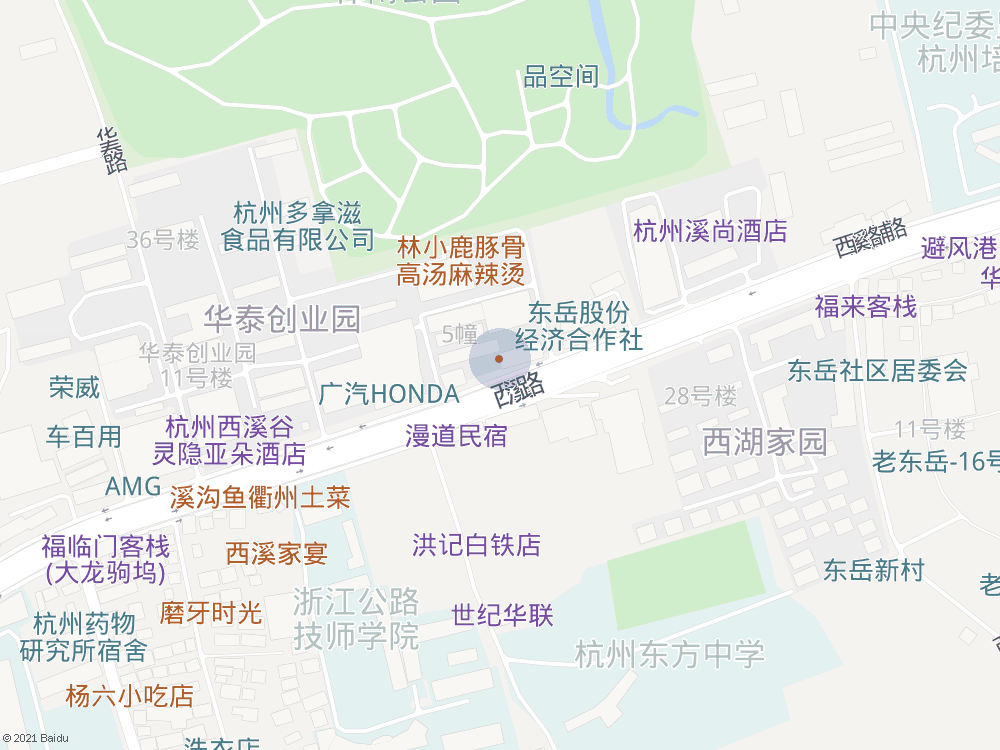 中央纪委
杭州培
品空间
华泰路
杭州多拿滋
食品有限公司
36号楼
林小鹿豚骨
高汤麻辣烫
杭州溪尚酒店
西溪路辅路
避风港
华
福来客栈
东岳股份
经济合作社
华泰创业园
5幢
华泰创业园
11号楼
荣威
广汽HONDA
西溪路
东岳社区居委会
28号楼
车百用
杭州西溪谷
灵隐亚朵酒店
漫道民宿
西湖家园
11号楼
老东岳-16号
AMG
溪沟鱼衢州土菜
福临门客栈
(大龙驹坞)
西溪家宴
洪记白铁店
东岳新村
老
浙江公路
技师学院
磨牙时光
世纪华联
杭州药物
研究所宿舍
杭州东方中学
杨六小吃店
洗衣店
© 2021 Baidu